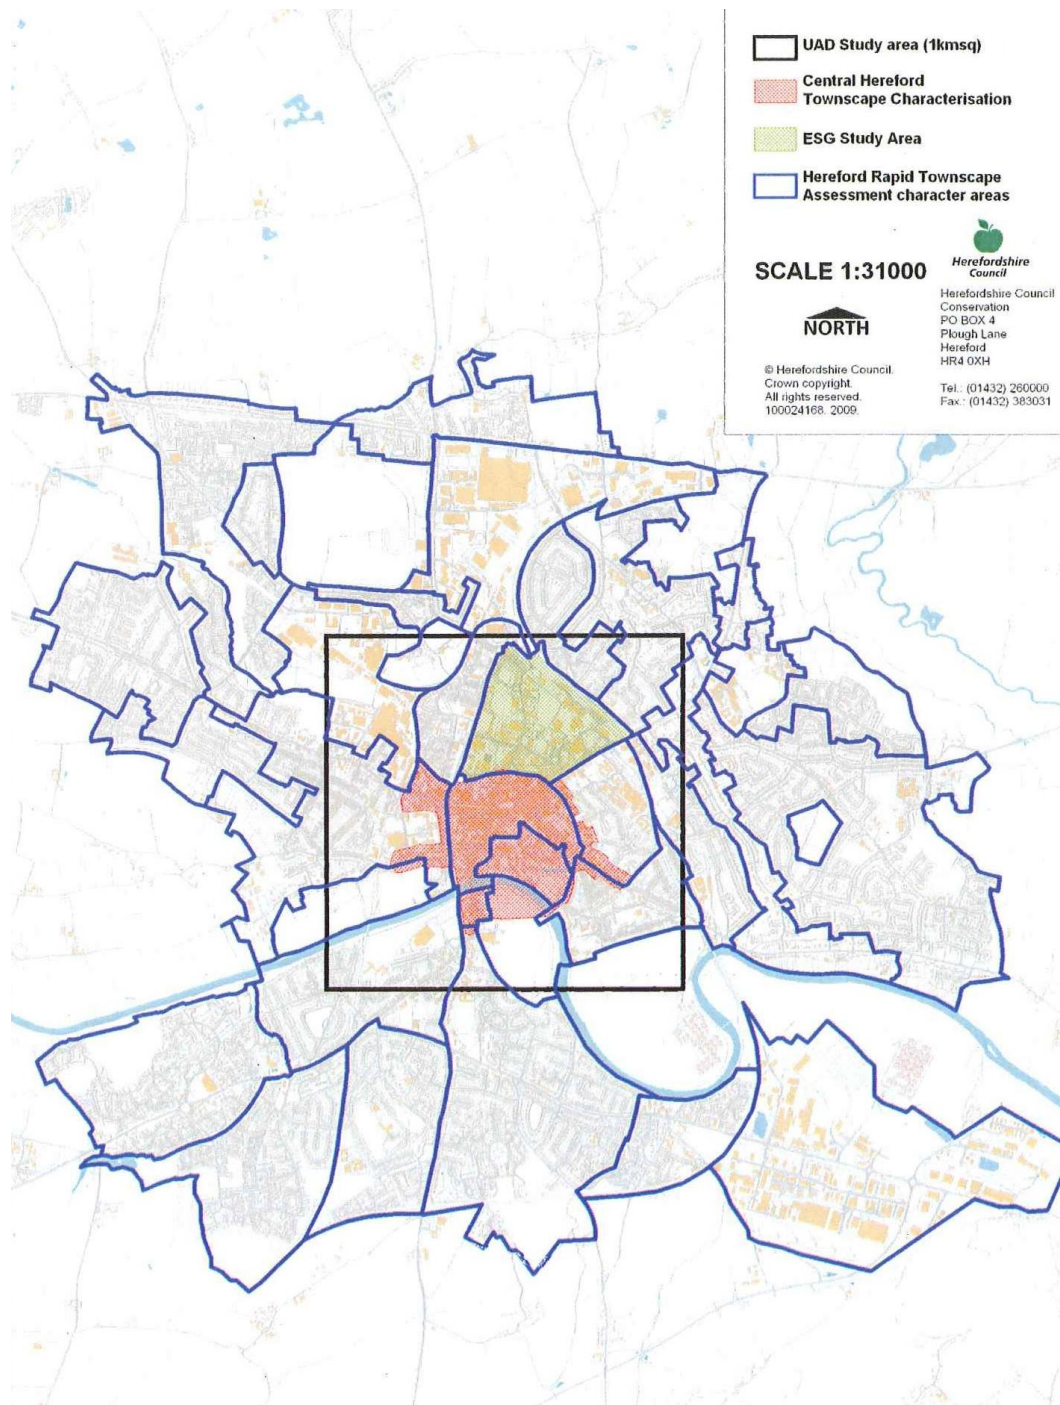 UAD Study area (1kmsq)
Central Hereford
Townscape Characterisation
ESG Study Area
Hereford Rapid Townscape
Assessment character areas
SCALE 1:31000
Herefordshire
Council
NORTH
Herefordshire Council
Conservation
PO BOX 4
Plough Lane
Hereford
HR4 0XH
Tel.: (01432) 260000
Fax.: (01432) 383031
© Herefordshire Council.
Crown copyright.
All rights reserved.
100024168. 2009.